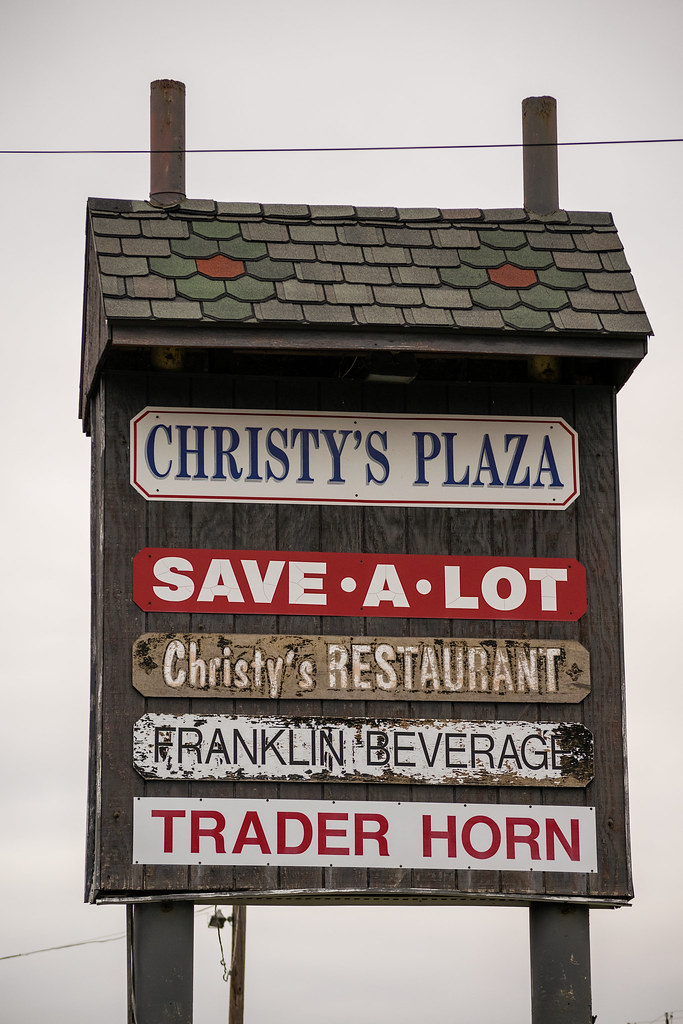 CHRISTY'S PLAZA
SAVE•A•LOT
Christy's RESTAURANT
FRANKLIN BEVERAGE
TRADER HORN